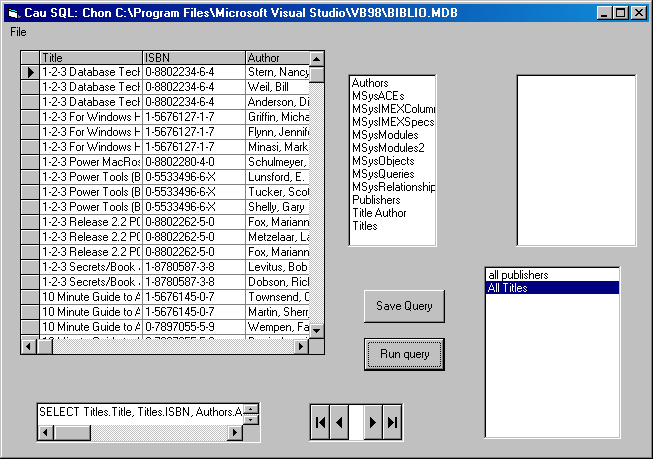 Cau SQL: Chon C:\Program Files\Microsoft Visual Studio\VB98\BIBLIO.MDB
File
Title ISBN Author
1-2-3 Database Tech 0-8802234-6-4 Stern, Nancy
1-2-3 Database Tech 0-8802234-6-4 Weil, Bill
1-2-3 Database Tech 0-8802234-6-4 Anderson, Di
1-2-3 For Windows H 1-5676127-1-7 Griffin, Micha
1-2-3 For Windows H 1-5676127-1-7 Flynn, Jennife
1-2-3 For Windows H 1-5676127-1-7 Minasi, Mark
1-2-3 Power MacRos 0-8802280-4-0 Schulmeyer,
1-2-3 Power Tools (B 0-5533496-6-X Lunsford, E.
1-2-3 Power Tools (B 0-5533496-6-X Tucker, Scot
1-2-3 Power Tools (B 0-5533496-6-X Shelly, Gary
1-2-3 Release 2.2 PC 0-8802262-5-0 Fox, Mariann
1-2-3 Release 2.2 PC 0-8802262-5-0 Metzelaar, La
1-2-3 Release 2.2 PC 0-8802262-5-0 Fox, Mariann
1-2-3 Secrets/Book 1-8780587-3-8 Levitus, Bob
1-2-3 Secrets/Book 1-8780587-3-8 Dobson, Rick
10 Minute Guide to A 1-5676145-0-7 Townsend, C
10 Minute Guide to A 1-5676145-0-7 Martin, Sherry
10 Minute Guide to A 0-7897055-5-9 Wempen, Fa
Authors
MSysACEs
MSysIMEXColumn
MSysIMEXSpecs
MSysModules
MSysModules2
MSysObjects
MSysQueries
MSysRelationship
Publishers
Title Author
Titles
all publishers
All Titles
Save Query
Run query
SELECT Titles.Title, Titles.ISBN, Authors.A